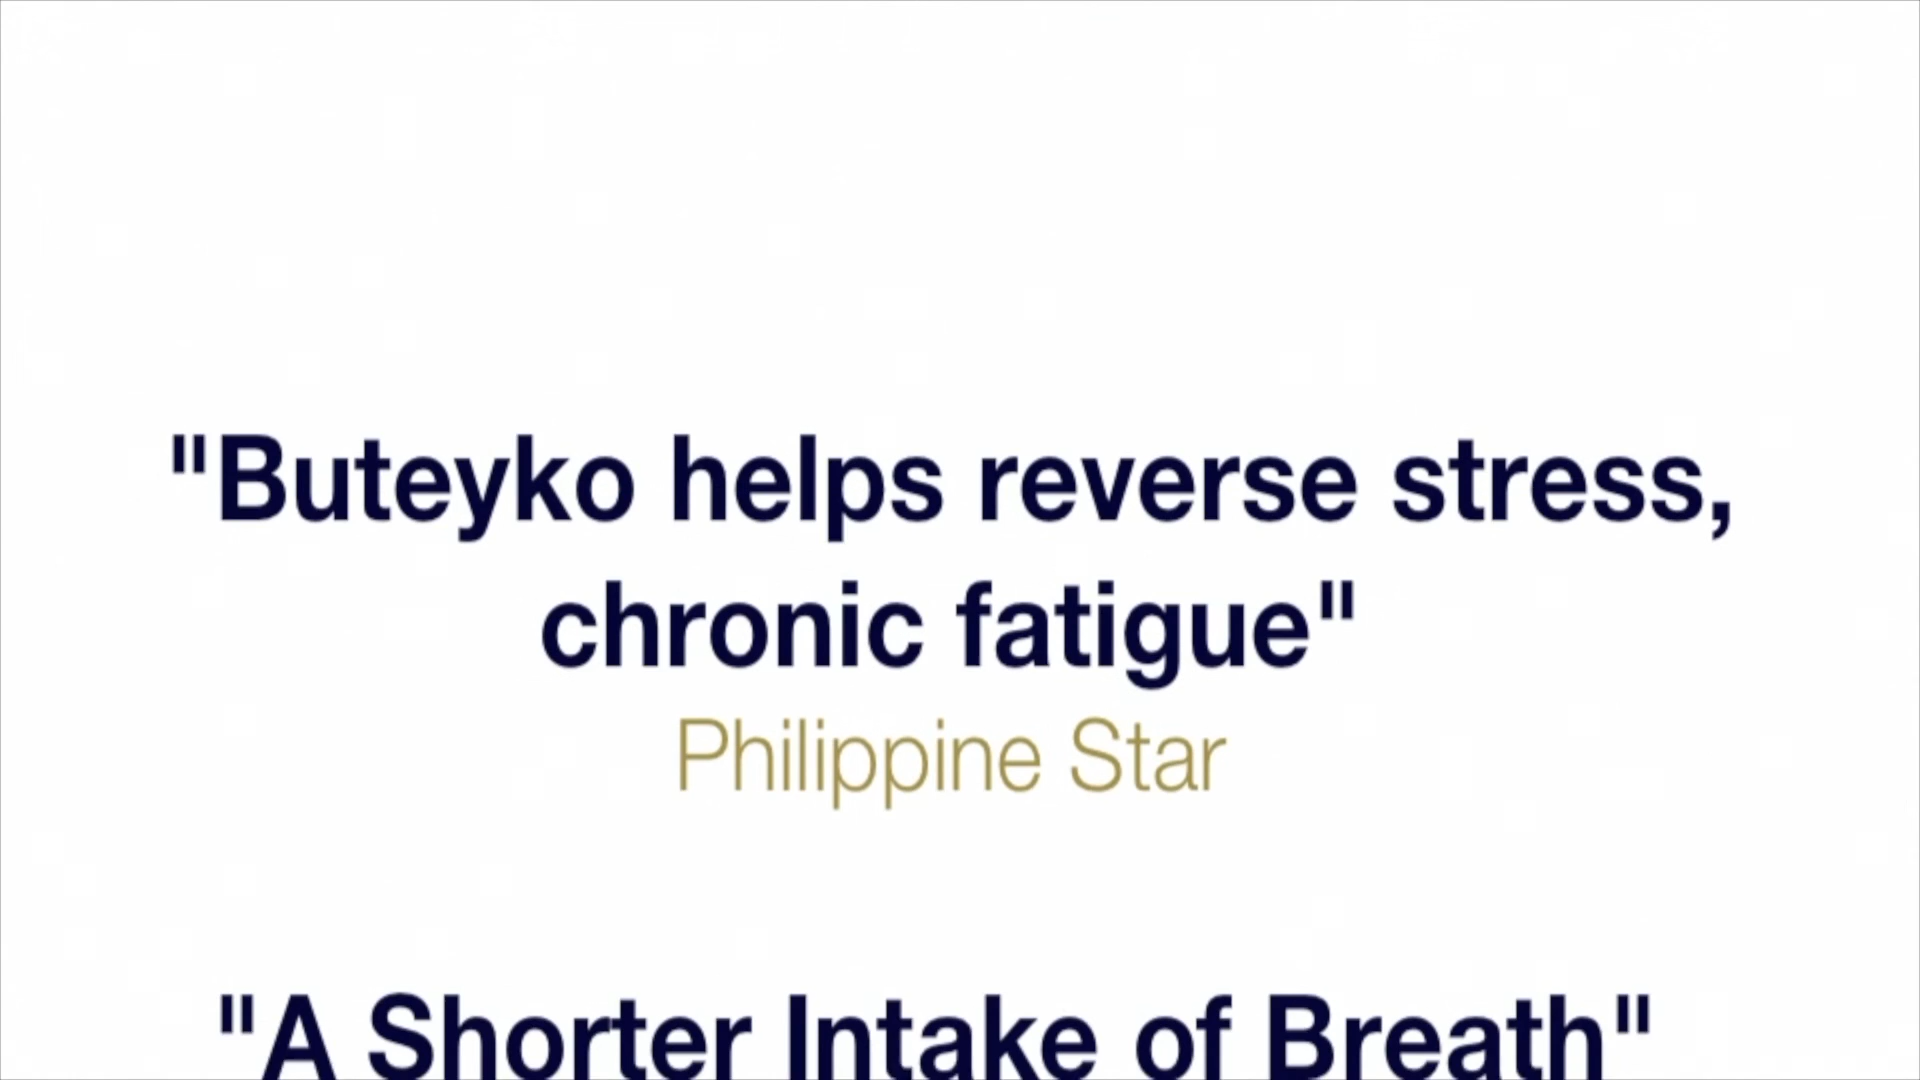 "Buteyko helps reverse stress,
chronic fatigue"
Philippine Star
"A Shorter Intake of Breath"